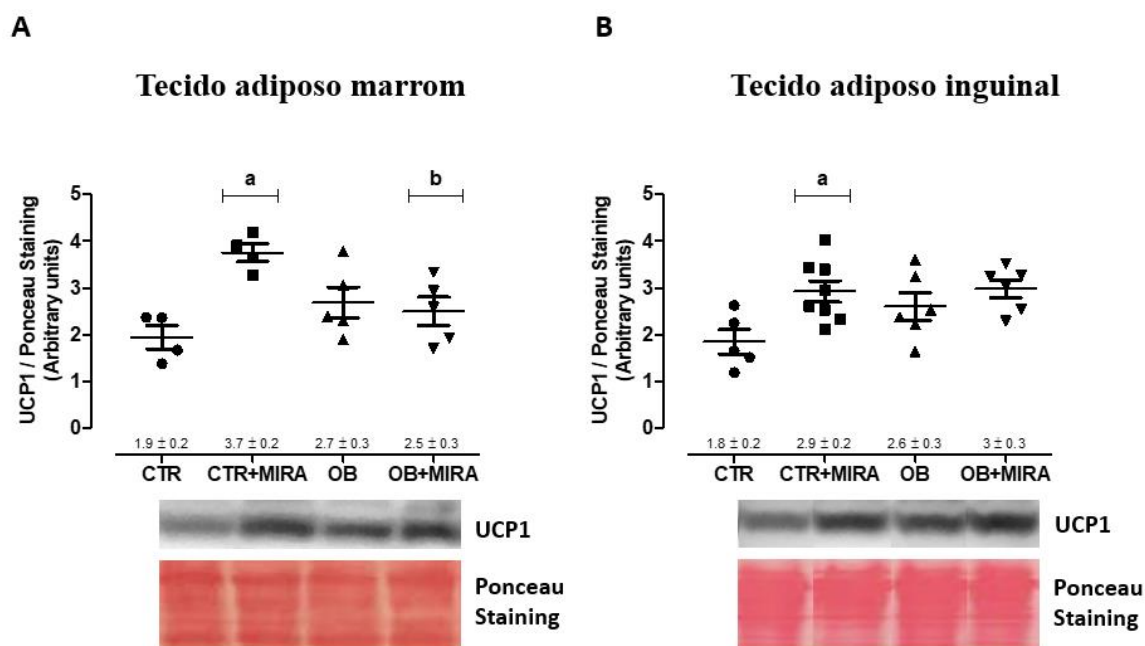 A
Tecido adiposo marrom
a
b
UCP1 / Ponceau Staining
(Arbitrary units)
5
4
3
2
1
0
1.9 ± 0.2 3.7 ± 0.2 2.7 ± 0.3 2.5 ± 0.3
CTR CTR+MIRA OB OB+MIRA
UCP1
Ponceau
Staining
B
Tecido adiposo inguinal
a
UCP1 / Ponceau Staining
(Arbitrary units)
5
4
3
2
1
0
1.8 ± 0.2 2.9 ± 0.2 2.6 ± 0.3 3 ± 0.3
CTR CTR+MIRA OB OB+MIRA
UCP1
Ponceau
Staining